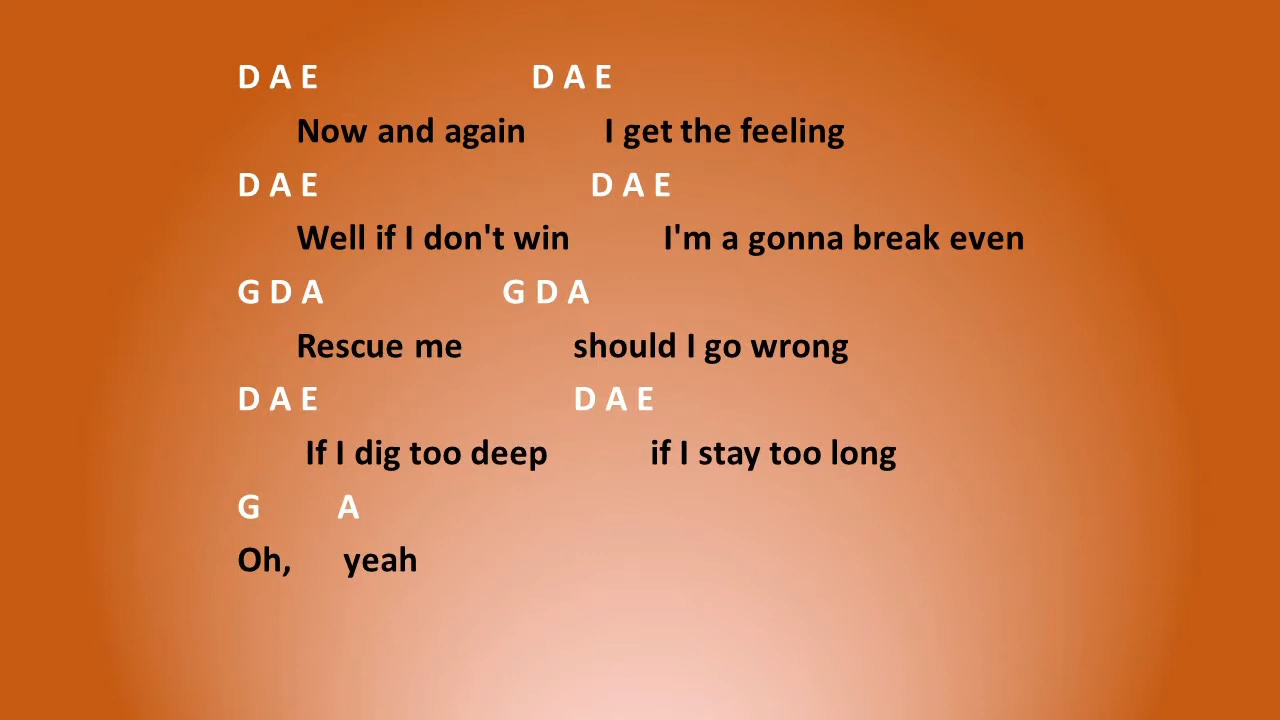 D A E D A E
Now and again I get the feeling
D A E D A E
Well if I don't win I'm a gonna break even
G D A G D A
Rescue me should I go wrong
D A E D A E
If I dig too deep if I stay too long
G A
Oh, yeah